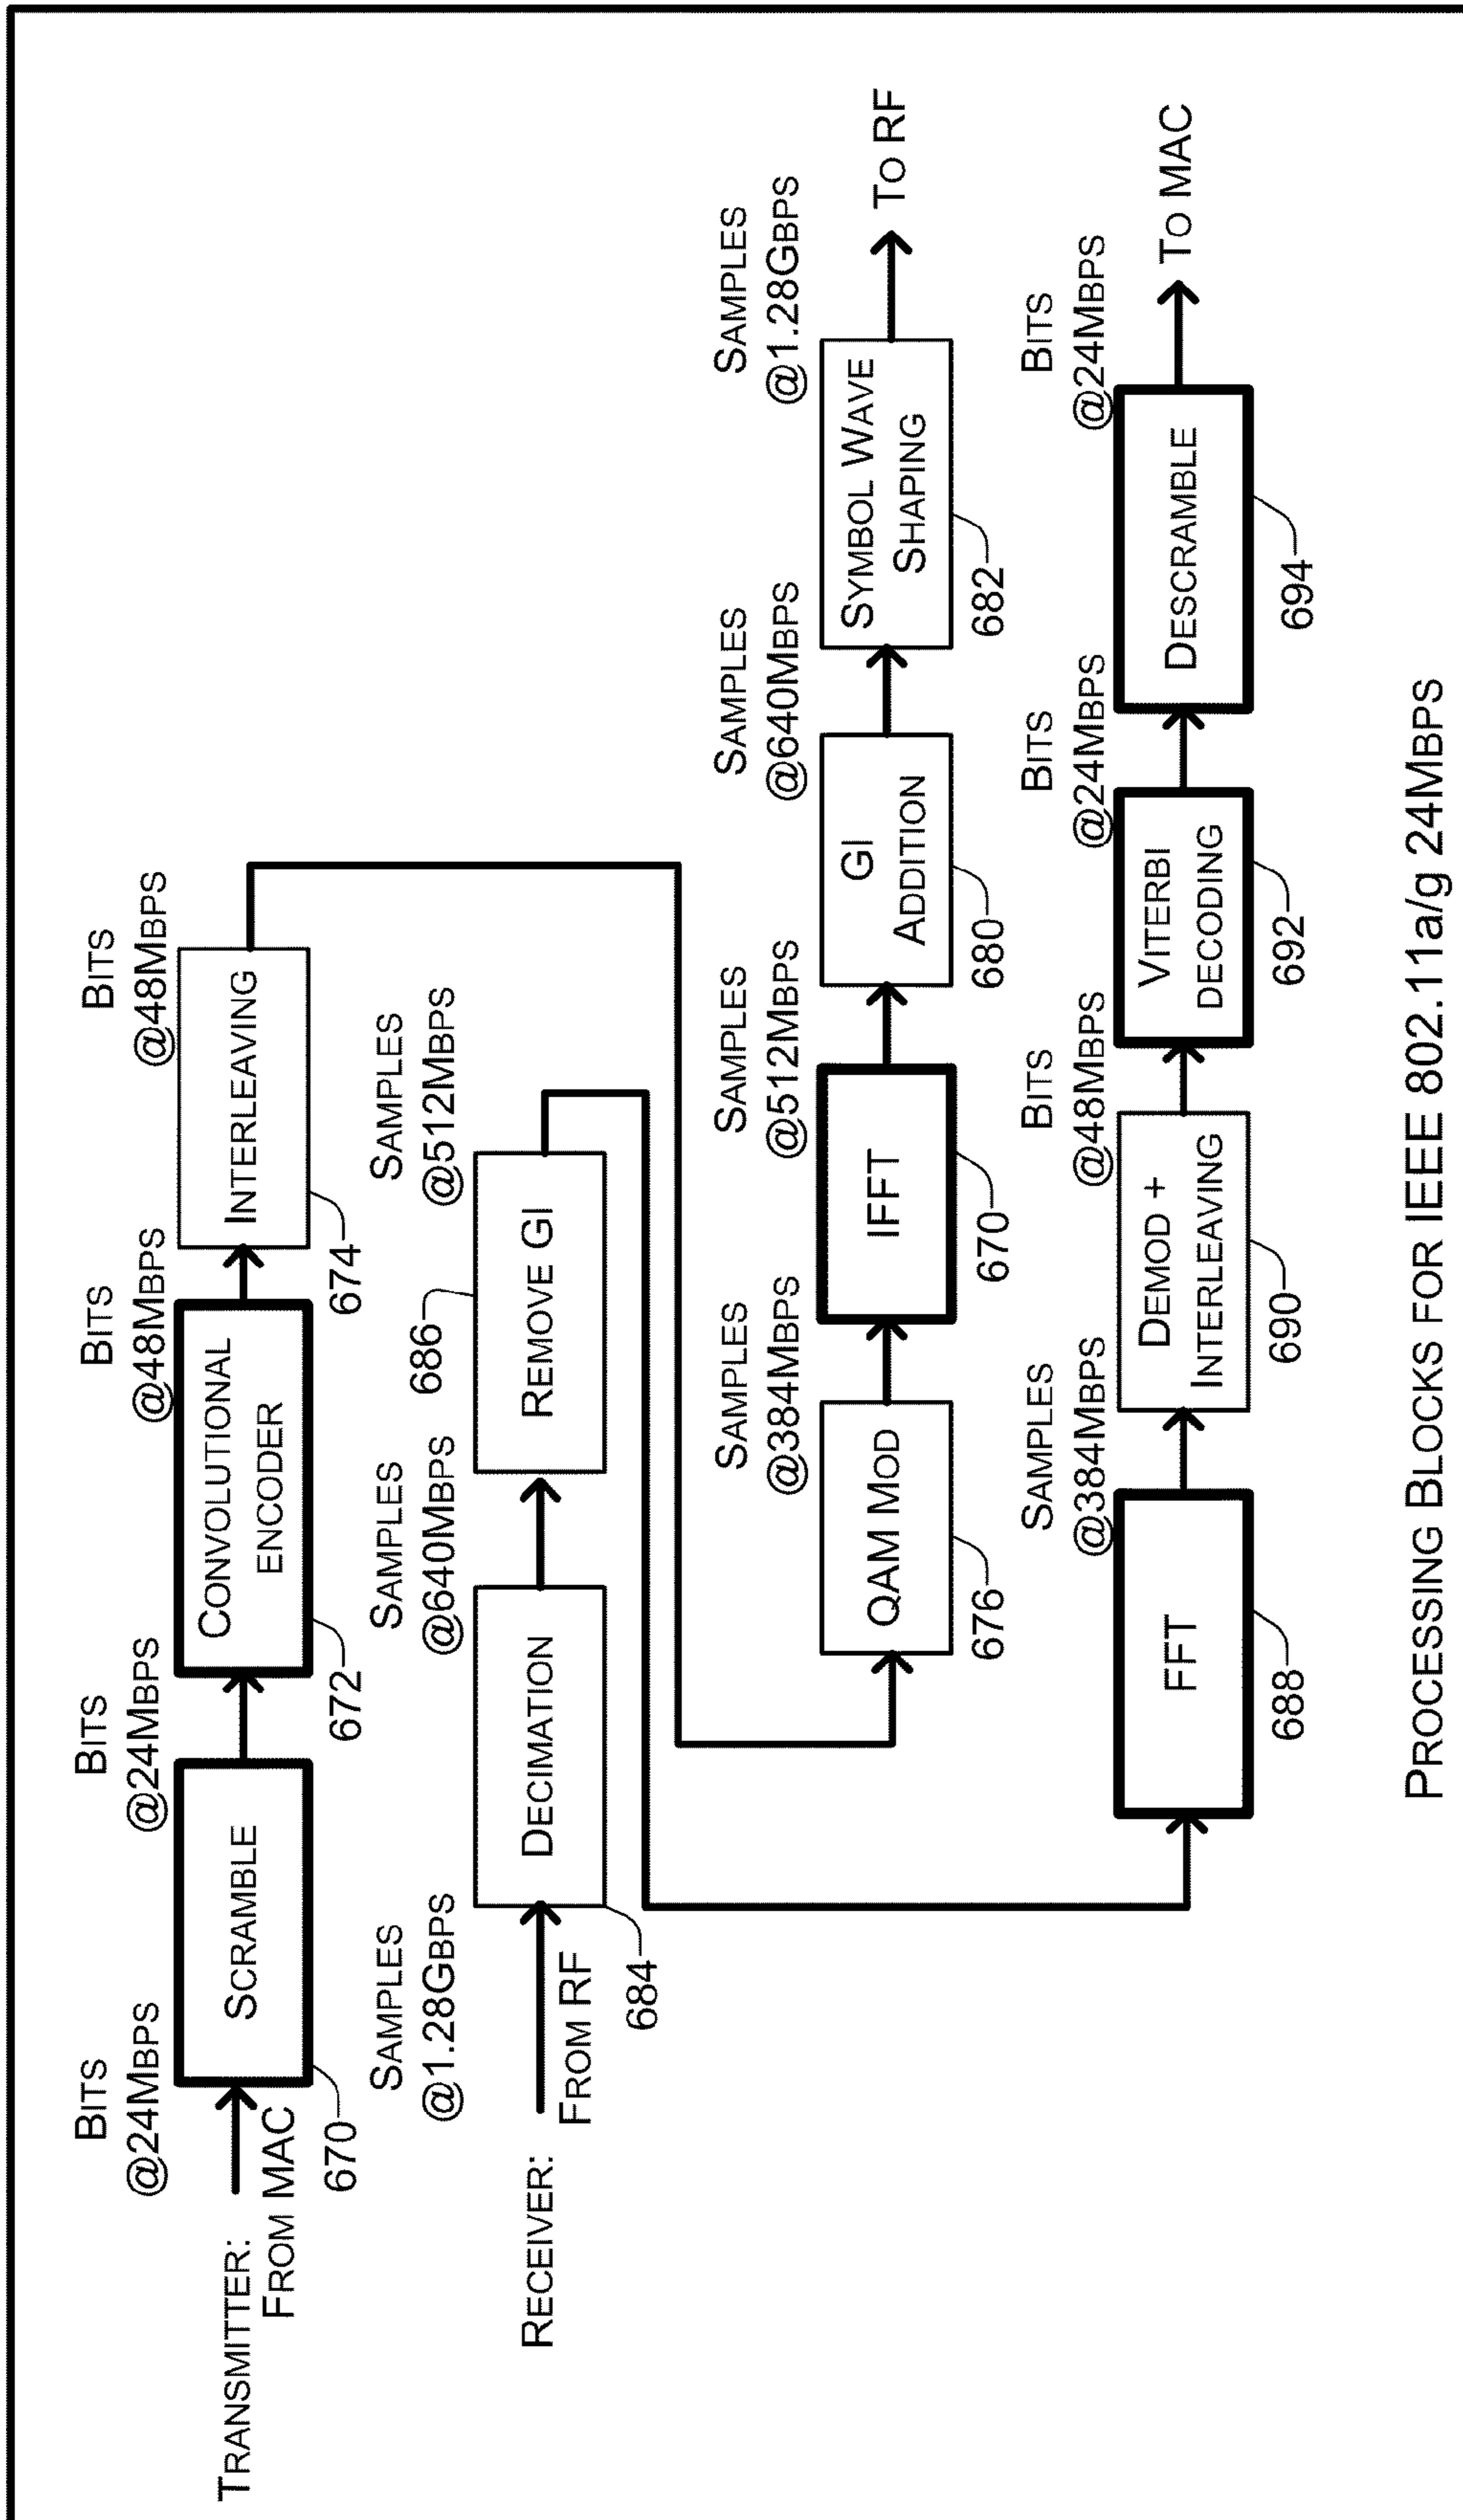 TRANSMITTER:
FROM MAC
BITS
@24MBPS
SCRAMBLE
670
BITS
@24MBPS
CONVOLUTIONAL
ENCODER
672
BITS
@48MBPS
INTERLEAVING
674
BITS
@48MBPS
RECEIVER:
FROM RF
SAMPLES
@1.28GBPS
DECIMATION
684
SAMPLES
@640MBPS
REMOVE GI
686
SAMPLES
@512MBPS
QAM MOD
676
SAMPLES
@384MBPS
IFFT
670
SAMPLES
@512MBPS
GI
ADDITION
680
SAMPLES
@640MBPS
SYMBOL WAVE
SHAPING
682
SAMPLES
@1.28GBPS
TO RF
FFT
688
SAMPLES
@384MBPS
DEMOD +
INTERLEAVING
690
BITS
@48MBPS
VITERBI
DECODING
692
BITS
@24MBPS
DESCRAMBLE
694
BITS
@24MBPS
TO MAC
PROCESSING BLOCKS FOR IEEE 802.11a/g 24MBPS